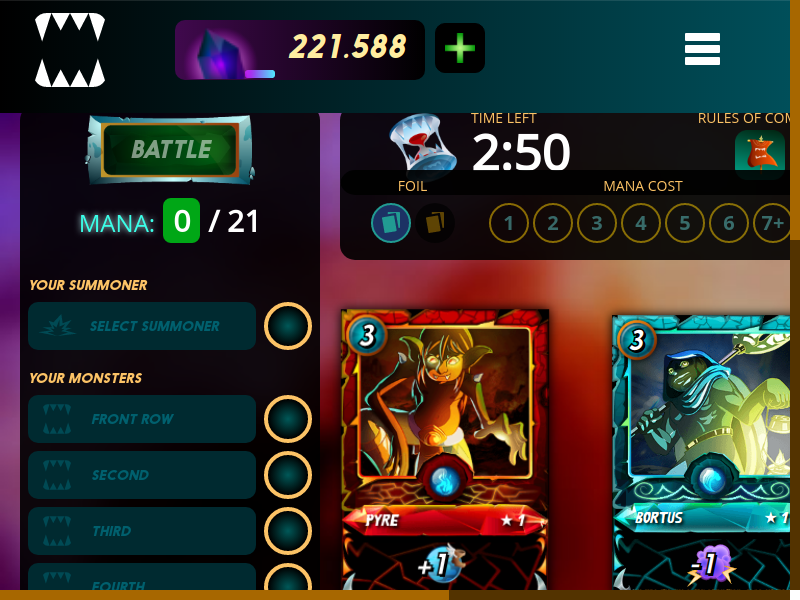 221.588
BATTLE
MANA: 0 / 21
YOUR SUMMONER
SELECT SUMMONER
YOUR MONSTERS
FRONT ROW
SECOND
THIRD
FOURTH
TIME LEFT
2:50
RULES OF COM
FOIL
MANA COST
1 2 3 4 5 6 7+
3
PYRE ★ 1
+1
3
BORTUS ★ 1
-1